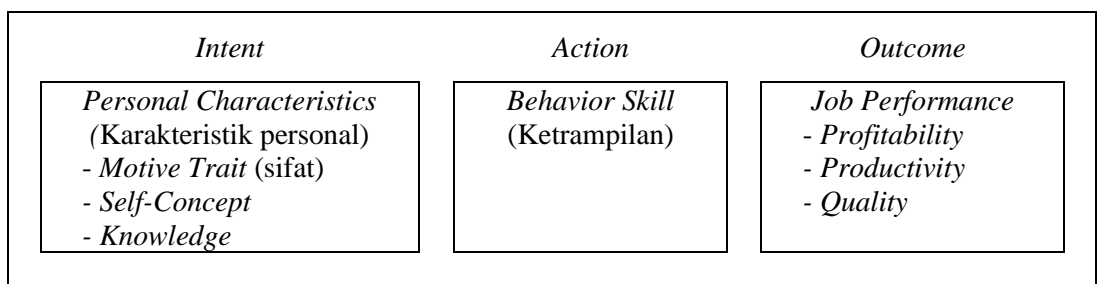 Intent
Personal Characteristics
(Karakteristik personal)
- Motive Trait (sifat)
- Self-Concept
- Knowledge
Action
Behavior Skill
(Ketrampilan)
Outcome
Job Performance
- Profitability
- Productivity
- Quality